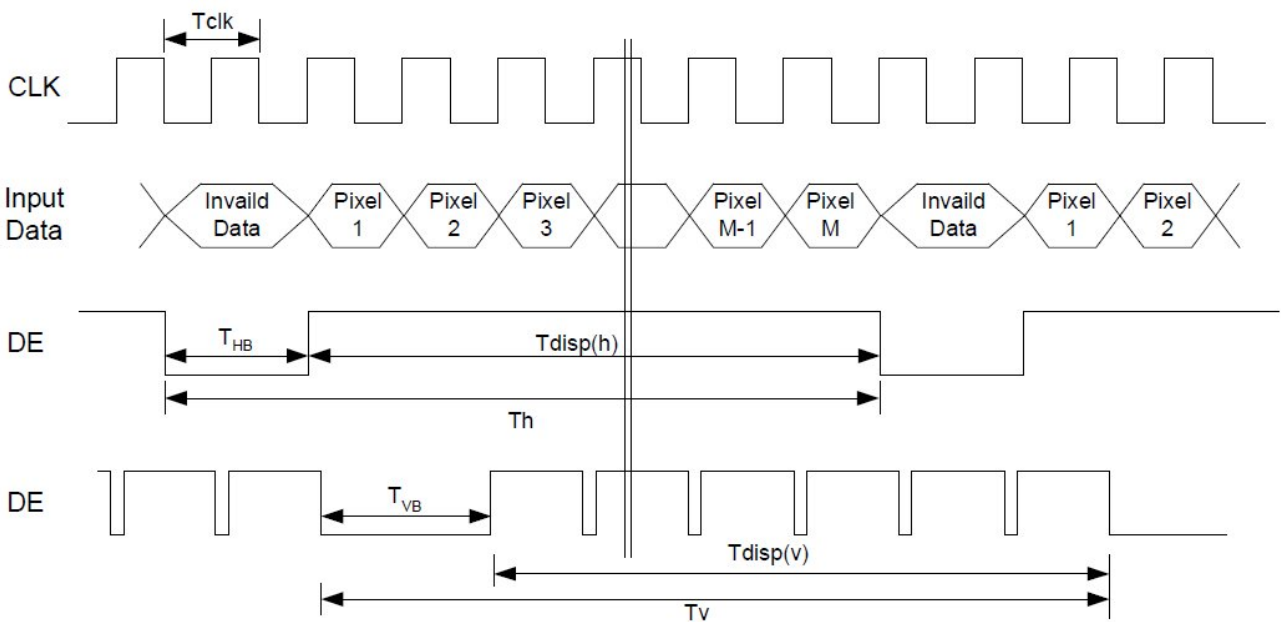 Tclk
CLK
Input
Data
Invaild
Data
Pixel
1
Pixel
2
Pixel
3
Pixel
M-1
Pixel
M
Invaild
Data
Pixel
1
Pixel
2
DE
THB
Tdisp(h)
Th
DE
TVB
Tdisp(v)
Tv